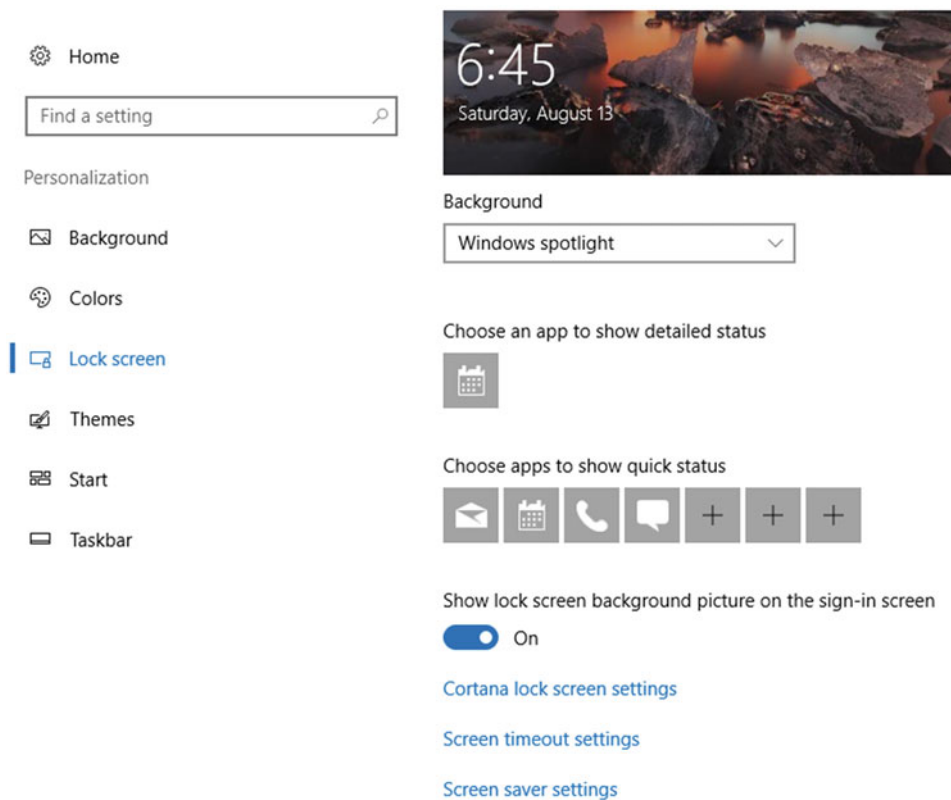 Home
Find a setting
Personalization
Background
Colors
Lock screen
Themes
Start
Taskbar
6:45
Saturday, August 13
Background
Windows spotlight
Choose an app to show detailed status
Choose apps to show quick status
Show lock screen background picture on the sign-in screen
On
Cortana lock screen settings
Screen timeout settings
Screen saver settings